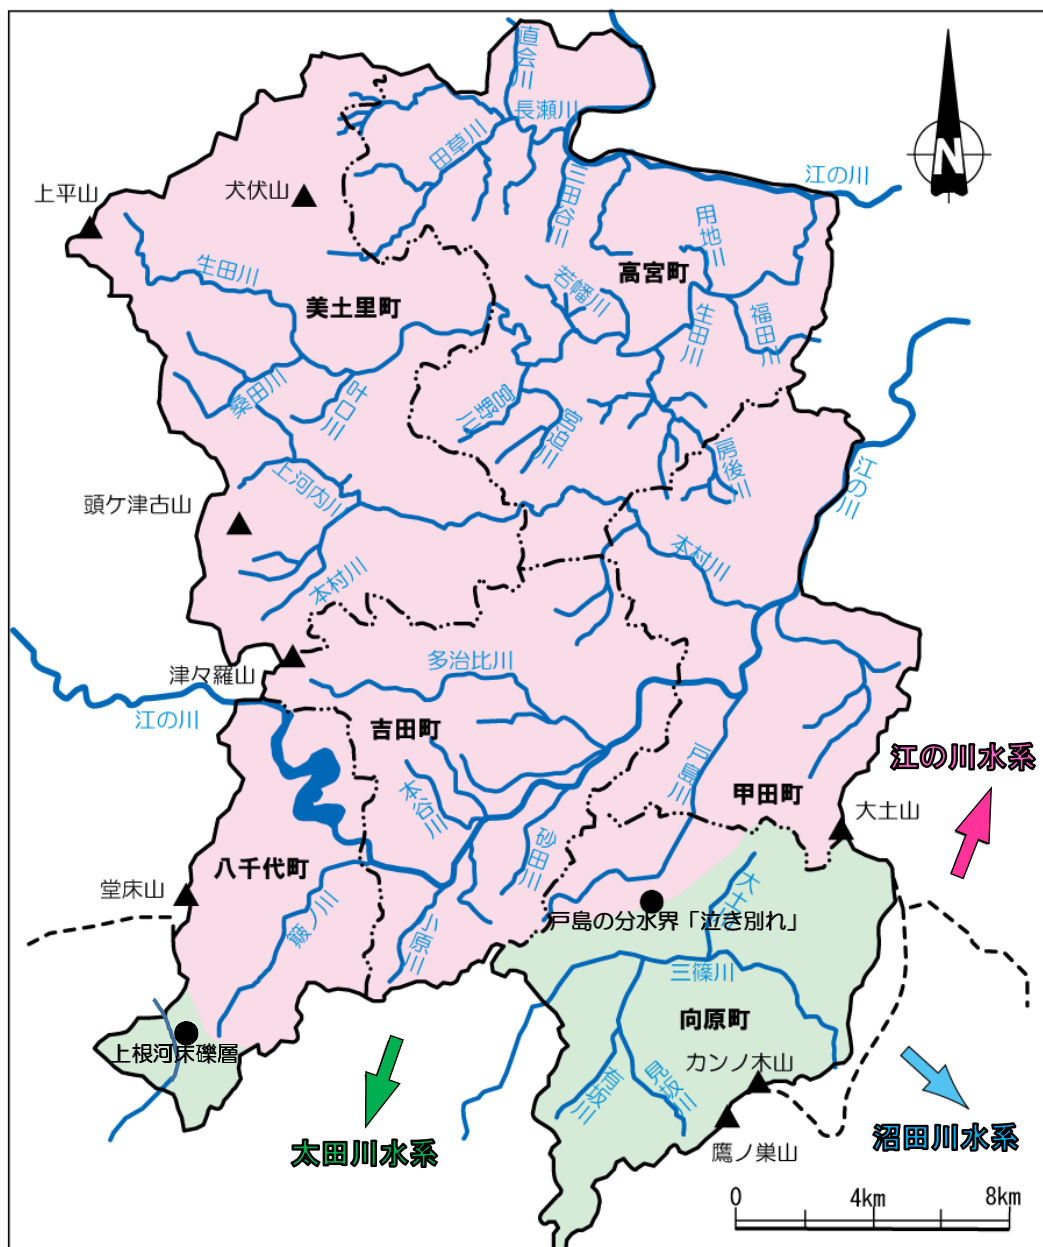 直会川
長瀬川
田草川
江の川
三田谷川
上平山
犬伏山
用地川
生田川
若幡川
高宮町
美土里町
生田川
福田川
桑田川
叶口川
宮野川
宮迫川
房後川
江の川
上河内川
頭ケ津古山
本村川
本村川
津々羅山
多治比川
江の川
吉田町
戸島川
江の川水系
本谷川
甲田町
大土山
砂田川
八千代町
堂床山
大土川
簸ノ川
小原川
戸島の分水界「泣き別れ」
三篠川
向原町
上根河床礫層
カンノ木山
有坂川
見坂川
太田川水系
沼田川水系
鷹ノ巣山
N
0 4km 8km